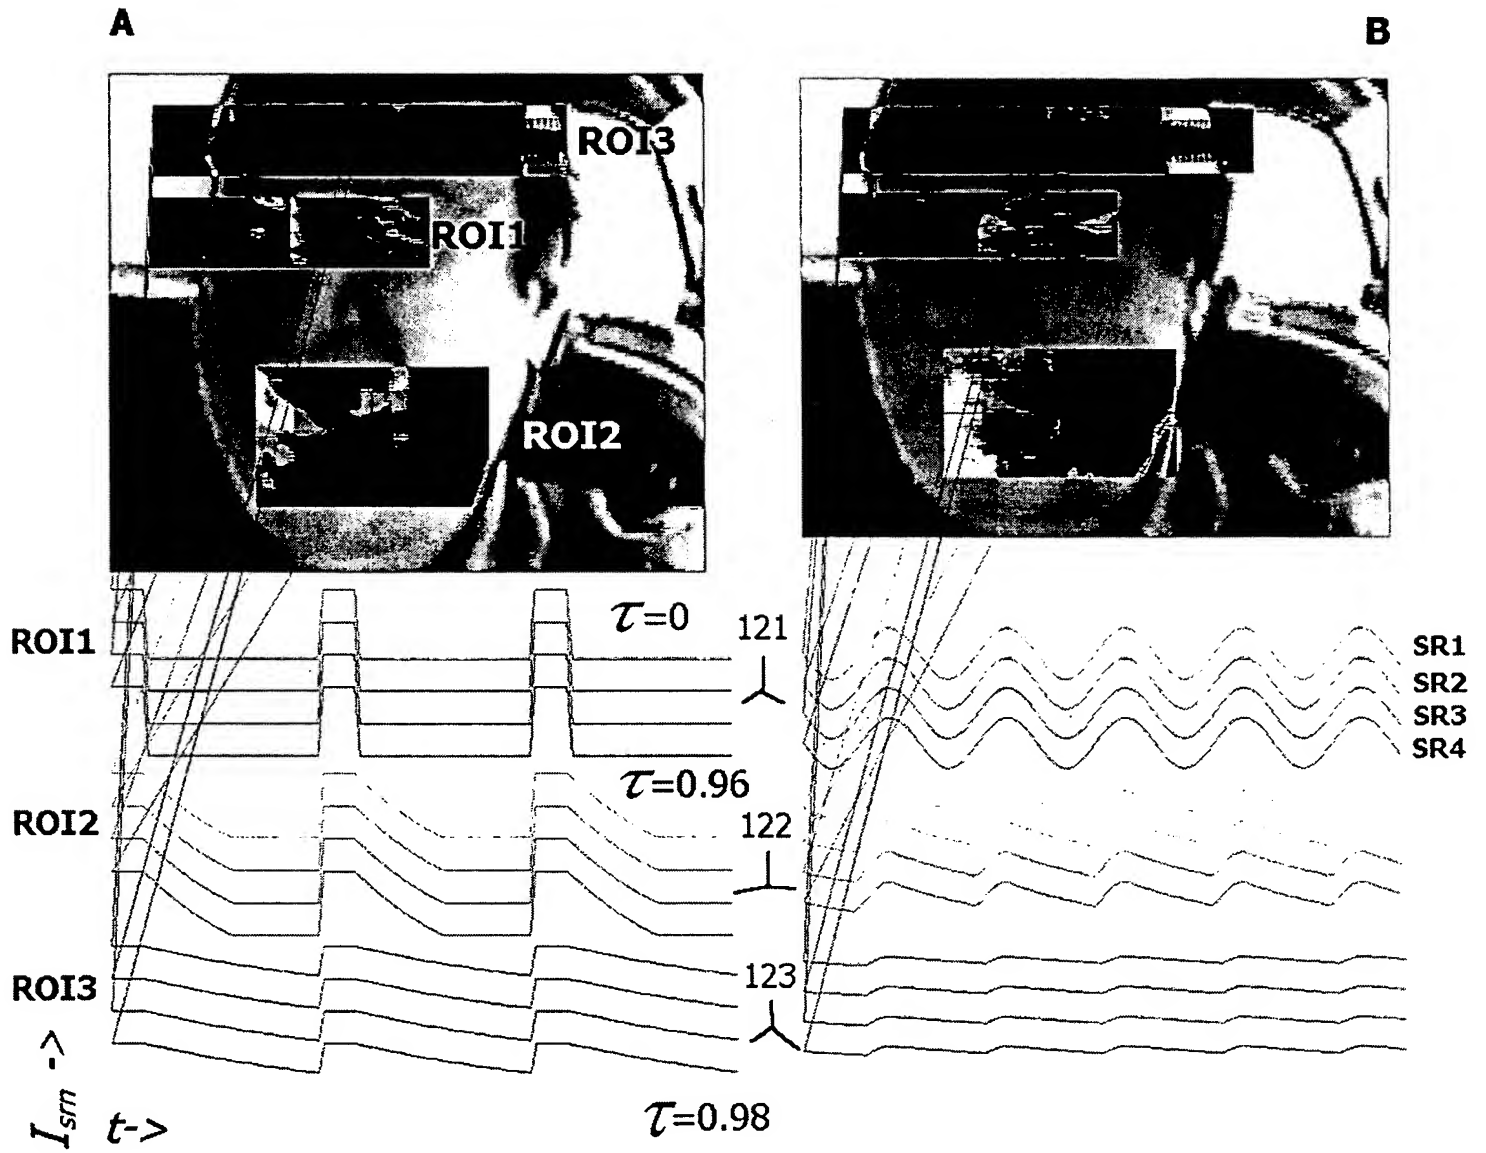 A
B
ROI3
ROI1
ROI2
τ=0
121
ROI1
SR1
SR2
SR3
SR4
τ=0.96
ROI2
122
123
ROI3
I_srn ->
t->
τ=0.98